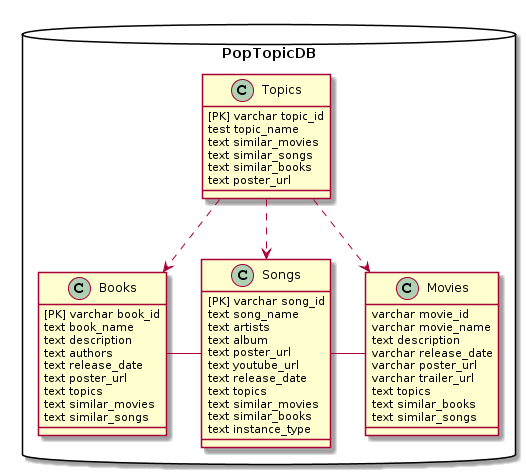 PopTopicDB
C Topics
[PK] varchar topic_id
test topic_name
text similar_movies
text similar_songs
text similar_books
text poster_url
C Books
[PK] varchar book_id
text book_name
text description
text authors
text release_date
text poster_url
text topics
text similar_movies
text similar_songs
C Songs
[PK] varchar song_id
text song_name
text artists
text album
text poster_url
text youtube_url
text release_date
text topics
text similar_movies
text similar_books
text instance_type
C Movies
varchar movie_id
varchar movie_name
text description
varchar release_date
varchar poster_url
varchar trailer_url
text topics
text similar_books
text similar_songs